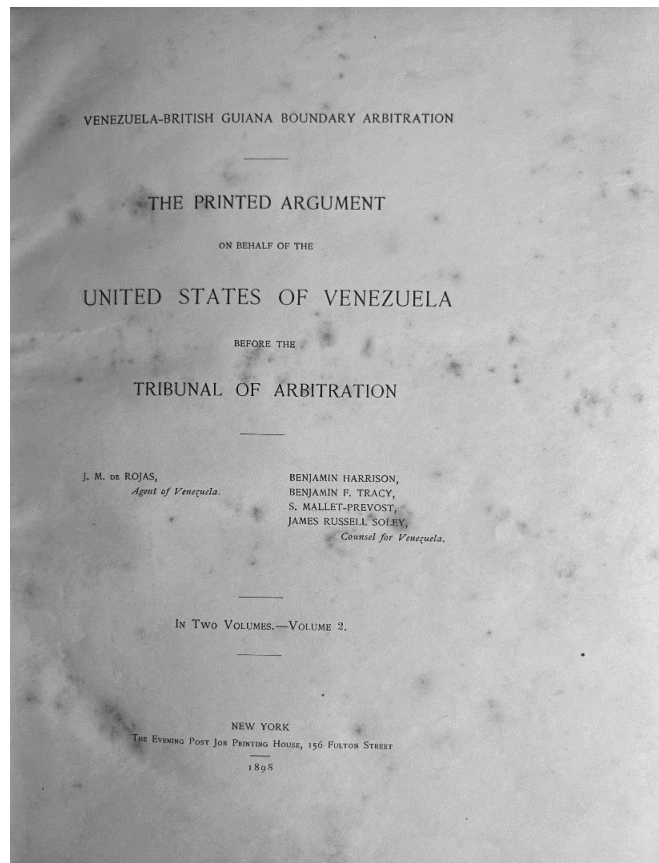 VENEZUELA-BRITISH GUIANA BOUNDARY ARBITRATION
THE PRINTED ARGUMENT
ON BEHALF OF THE
UNITED STATES OF VENEZUELA
BEFORE THE
TRIBUNAL OF ARBITRATION
J. M. DE ROJAS,
Agent of Venezuela.
BENJAMIN HARRISON,
BENJAMIN F. TRACY,
S. MALLET-PREVOST,
JAMES RUSSELL SOLEY,
Counsel for Venezuela.
IN TWO VOLUMES.—VOLUME 2.
NEW YORK
THE EVENING POST JOB PRINTING HOUSE, 156 FULTON STREET
1898